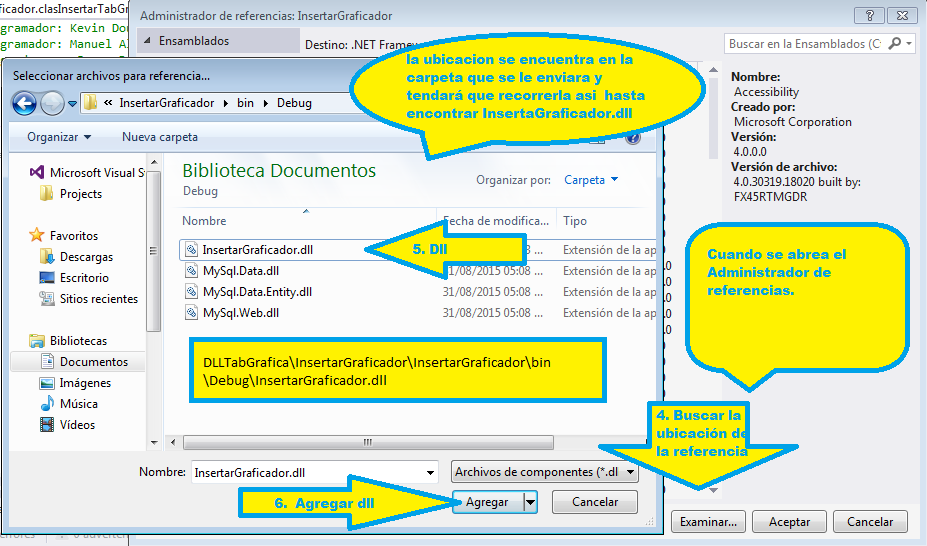 ficador.clasInsertarTabGr
gramador: Kevin Dor
gramador: Manuel A
Administrador de referencias: InsertarGraficador
Ensamblados
Destino: .NET Framew
Buscar en la Ensamblados (C
Nombre:
Accessibility
Creado por:
Microsoft Corporation
Versión:
4.0.0.0
Versión de archivo:
4.0.30319.18020 built by:
FX45RTMGDR
Seleccionar archivos para referencia...
« InsertarGraficador bin Debug
la ubicacion se encuentra en la
carpeta que se le enviara y
tendará que recorrerla asi hasta
encontrar InsertaGraficador.dll
Organizar
Nueva carpeta
Microsoft Visual S
Projects
Favoritos
Descargas
Escritorio
Sitios recientes
Bibliotecas
Documentos
Imágenes
Música
Vídeos
Biblioteca Documentos
Debug
Organizar por: Carpeta
Nombre
Fecha de modifica...
Tipo
InsertarGraficador.dll
5. Dll
Extensión de la ap
MySql.Data.dll
31/08/2015 05:08 ...
Extensión de la ap
MySql.Data.Entity.dll
31/08/2015 05:08 ...
Extensión de la ap
MySql.Web.dll
31/08/2015 05:08 ...
Extensión de la ap
DLLTabGrafica\InsertarGraficador\InsertarGraficador\bin
\Debug\InsertarGraficador.dll
Cuando se abrea el
Administrador de
referencias.
4. Buscar la
ubicación de
la referencia
Nombre:
InsertarGraficador.dll
Archivos de componentes (*.dl
6. Agregar dll
Agregar
Cancelar
Examinar...
Aceptar
Cancelar